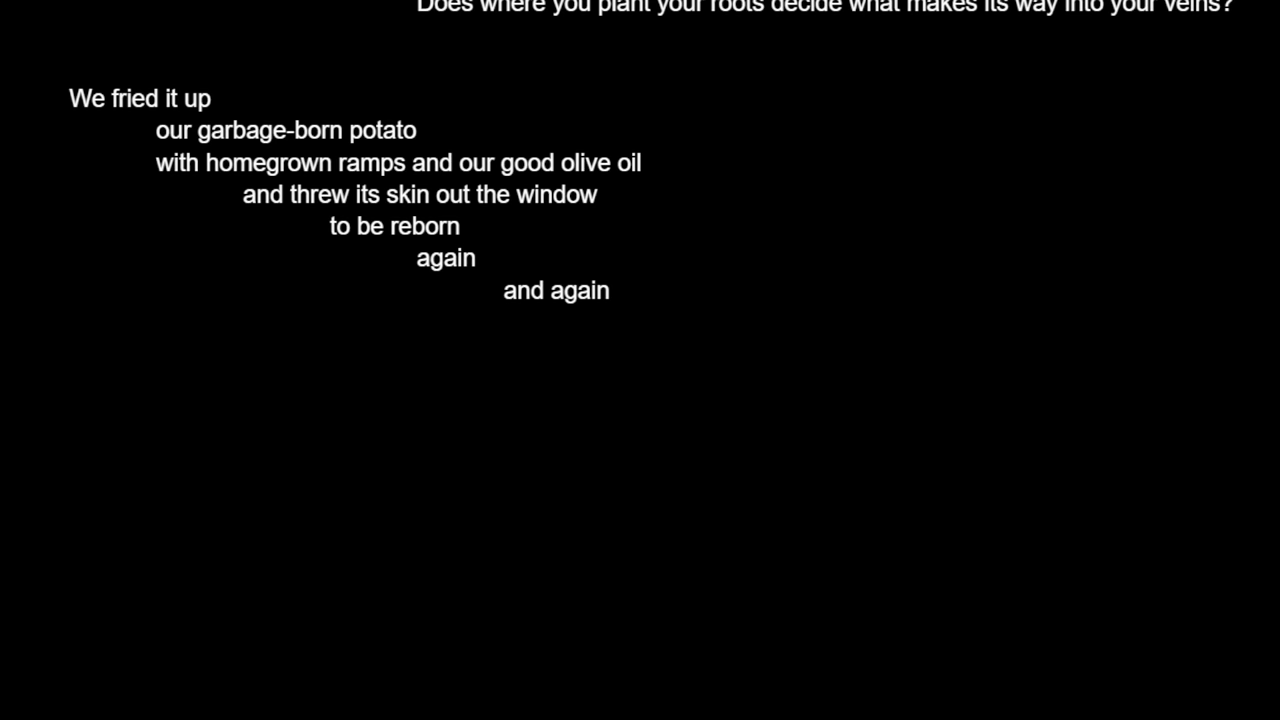 Does where you plant your roots decide what makes its way into your veins?
We fried it up
our garbage-born potato
with homegrown ramps and our good olive oil
and threw its skin out the window
to be reborn
again
and again